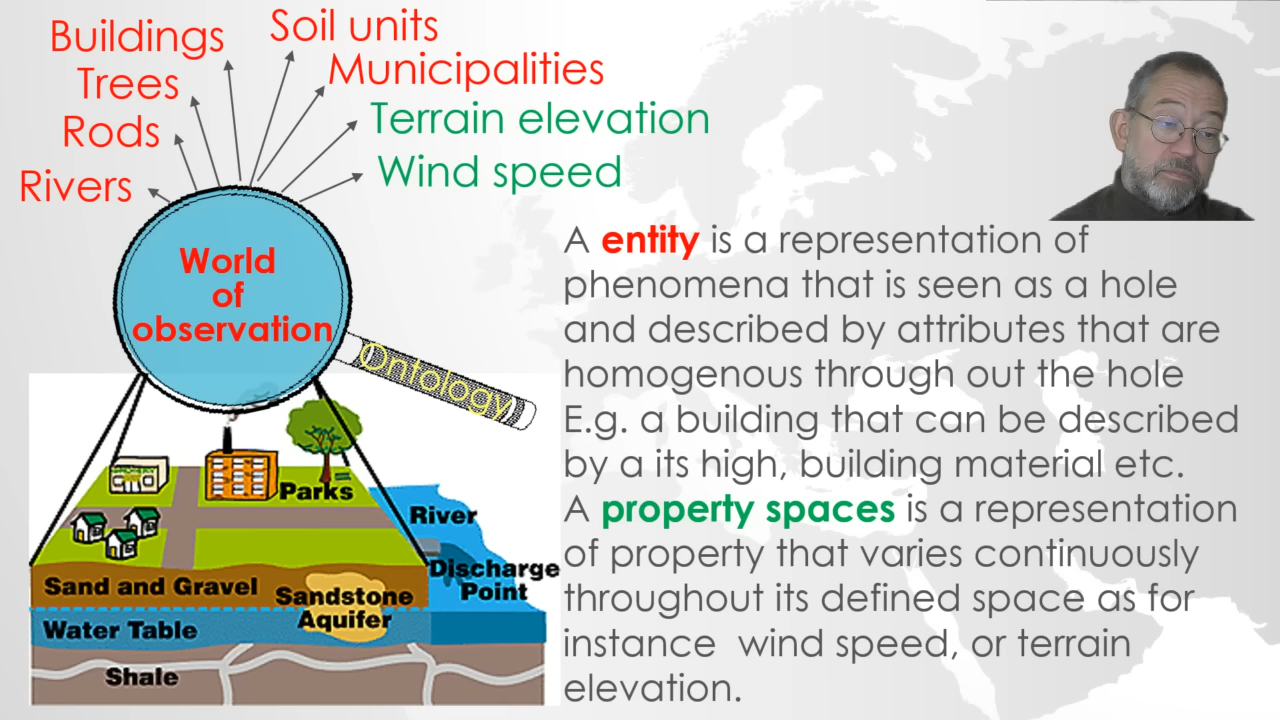 Buildings
Soil units
Trees
Municipalities
Rods
Terrain elevation
Rivers
Wind speed
World
of
observation
Ontology
Parks
River
Discharge
Point
Sand and Gravel
Sandstone
Aquifer
Water Table
Shale
A entity is a representation of
phenomena that is seen as a hole
and described by attributes that are
homogenous through out the hole
E.g. a building that can be described
by a its high, building material etc.
A property spaces is a representation
of property that varies continuously
throughout its defined space as for
instance wind speed, or terrain
elevation.